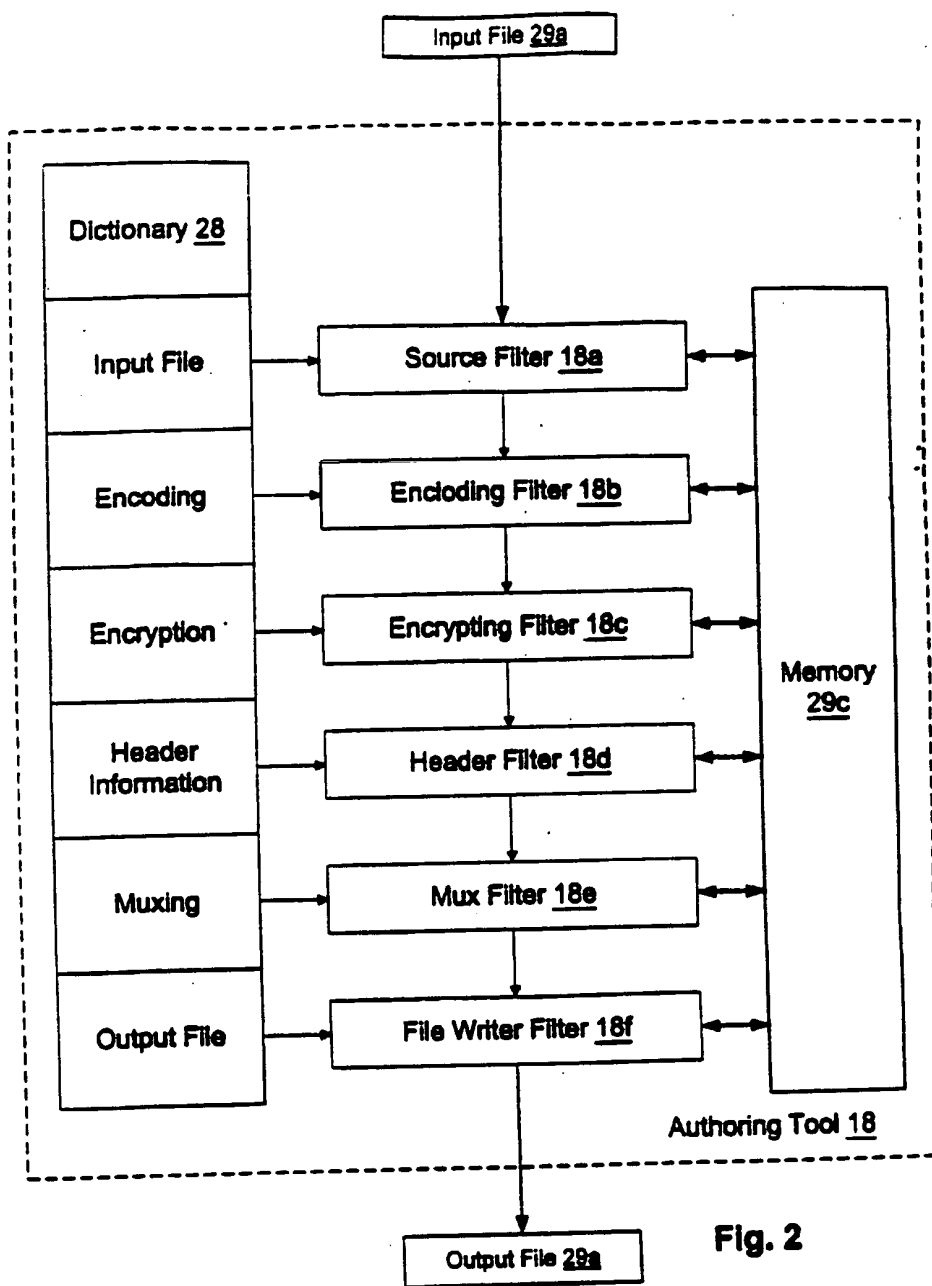 Input File 29a
Dictionary 28
Input File
Source Filter 18a
Encoding
Encloding Filter 18b
Encryption
Encrypting Filter 18c
Memory
29c
Header
Information
Header Filter 18d
Muxing
Mux Filter 18e
Output File
File Writer Filter 18f
Authoring Tool 18
Output File 29a
Fig. 2